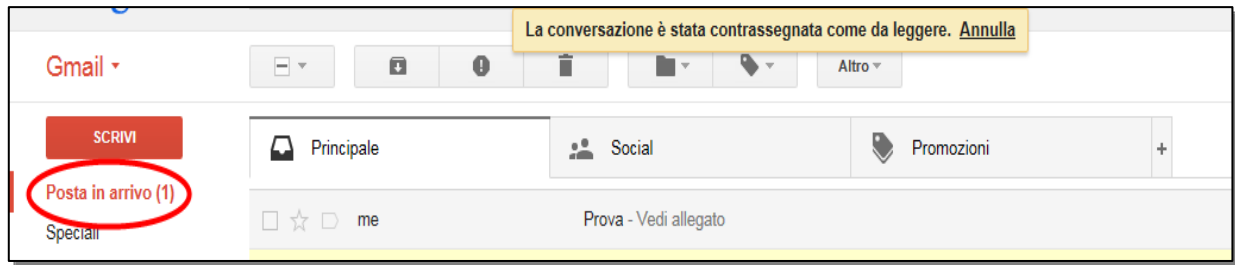 La conversazione è stata contrassegnata come da leggere. Annulla
Gmail
Altro
SCRIVI
Principale
Social
Promozioni
+
Posta in arrivo (1)
me
Prova - Vedi allegato
Speciali